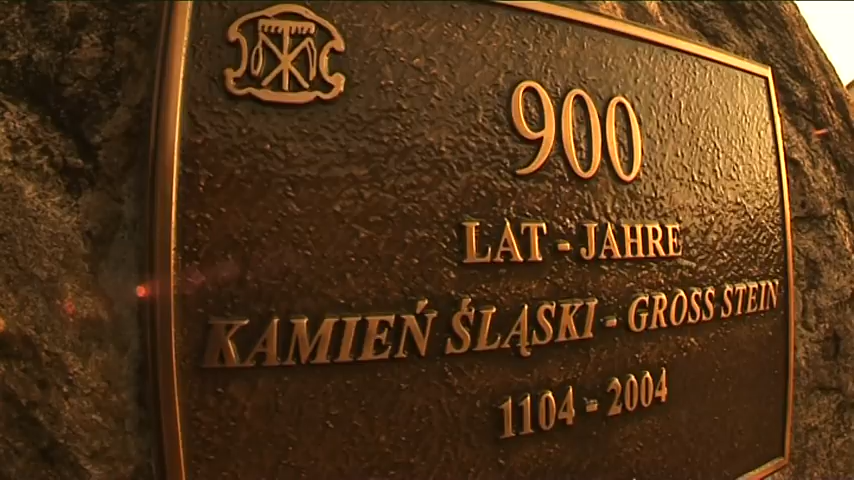 900
LAT - JAHRE
KAMIEŃ ŚLĄSKI - GROSS STEIN
1104 - 2004